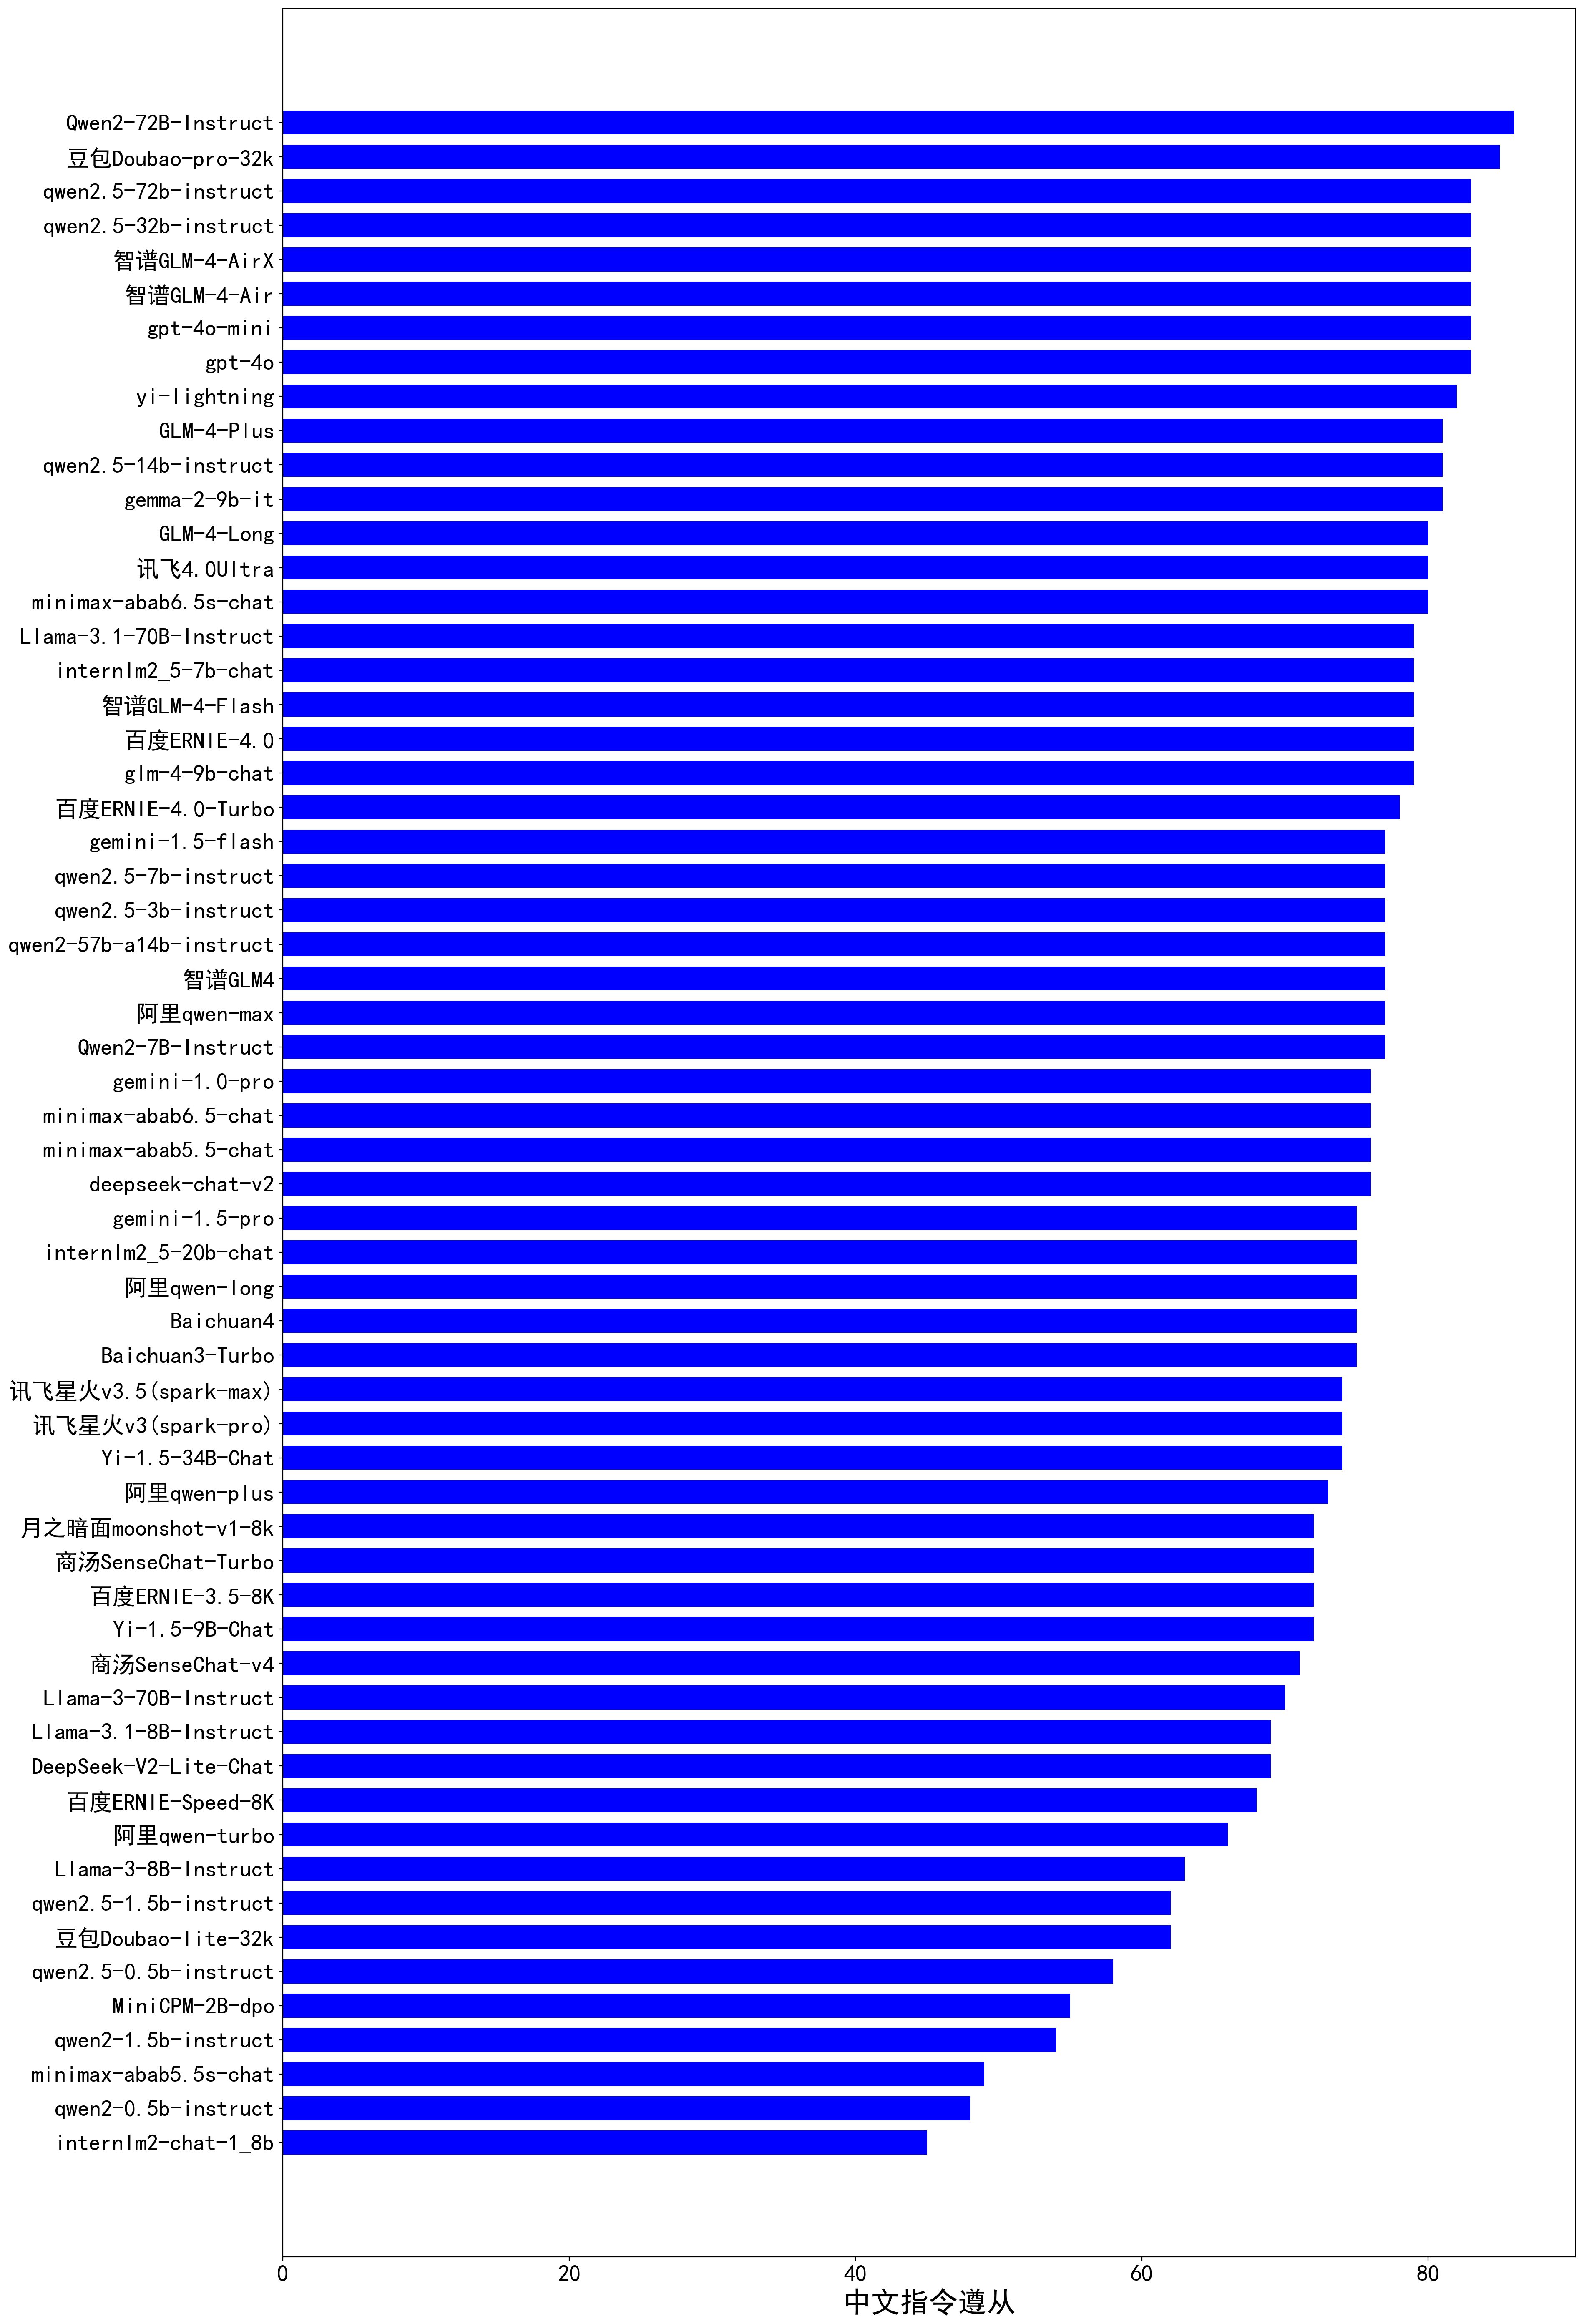 Qwen2-72B-Instruct
豆包Doubao-pro-32k
qwen2.5-72b-instruct
qwen2.5-32b-instruct
智谱GLM-4-AirX
智谱GLM-4-Air
gpt-4o-mini
gpt-4o
yi-lightning
GLM-4-Plus
qwen2.5-14b-instruct
gemma-2-9b-it
GLM-4-Long
讯飞4.0Ultra
minimax-abab6.5s-chat
Llama-3.1-70B-Instruct
internlm2_5-7b-chat
智谱GLM-4-Flash
百度ERNIE-4.0
glm-4-9b-chat
百度ERNIE-4.0-Turbo
gemini-1.5-flash
qwen2.5-7b-instruct
qwen2.5-3b-instruct
qwen2-57b-a14b-instruct
智谱GLM4
阿里qwen-max
Qwen2-7B-Instruct
gemini-1.0-pro
minimax-abab6.5-chat
minimax-abab5.5-chat
deepseek-chat-v2
gemini-1.5-pro
internlm2_5-20b-chat
阿里qwen-long
Baichuan4
Baichuan3-Turbo
讯飞星火v3.5(spark-max)
讯飞星火v3(spark-pro)
Yi-1.5-34B-Chat
阿里qwen-plus
月之暗面moonshot-v1-8k
商汤SenseChat-Turbo
百度ERNIE-3.5-8K
Yi-1.5-9B-Chat
商汤SenseChat-v4
Llama-3-70B-Instruct
Llama-3.1-8B-Instruct
DeepSeek-V2-Lite-Chat
百度ERNIE-Speed-8K
阿里qwen-turbo
Llama-3-8B-Instruct
qwen2.5-1.5b-instruct
豆包Doubao-lite-32k
qwen2.5-0.5b-instruct
MiniCPM-2B-dpo
qwen2-1.5b-instruct
minimax-abab5.5s-chat
qwen2-0.5b-instruct
internlm2-chat-1_8b
0 20 40 60 80
中文指令遵从